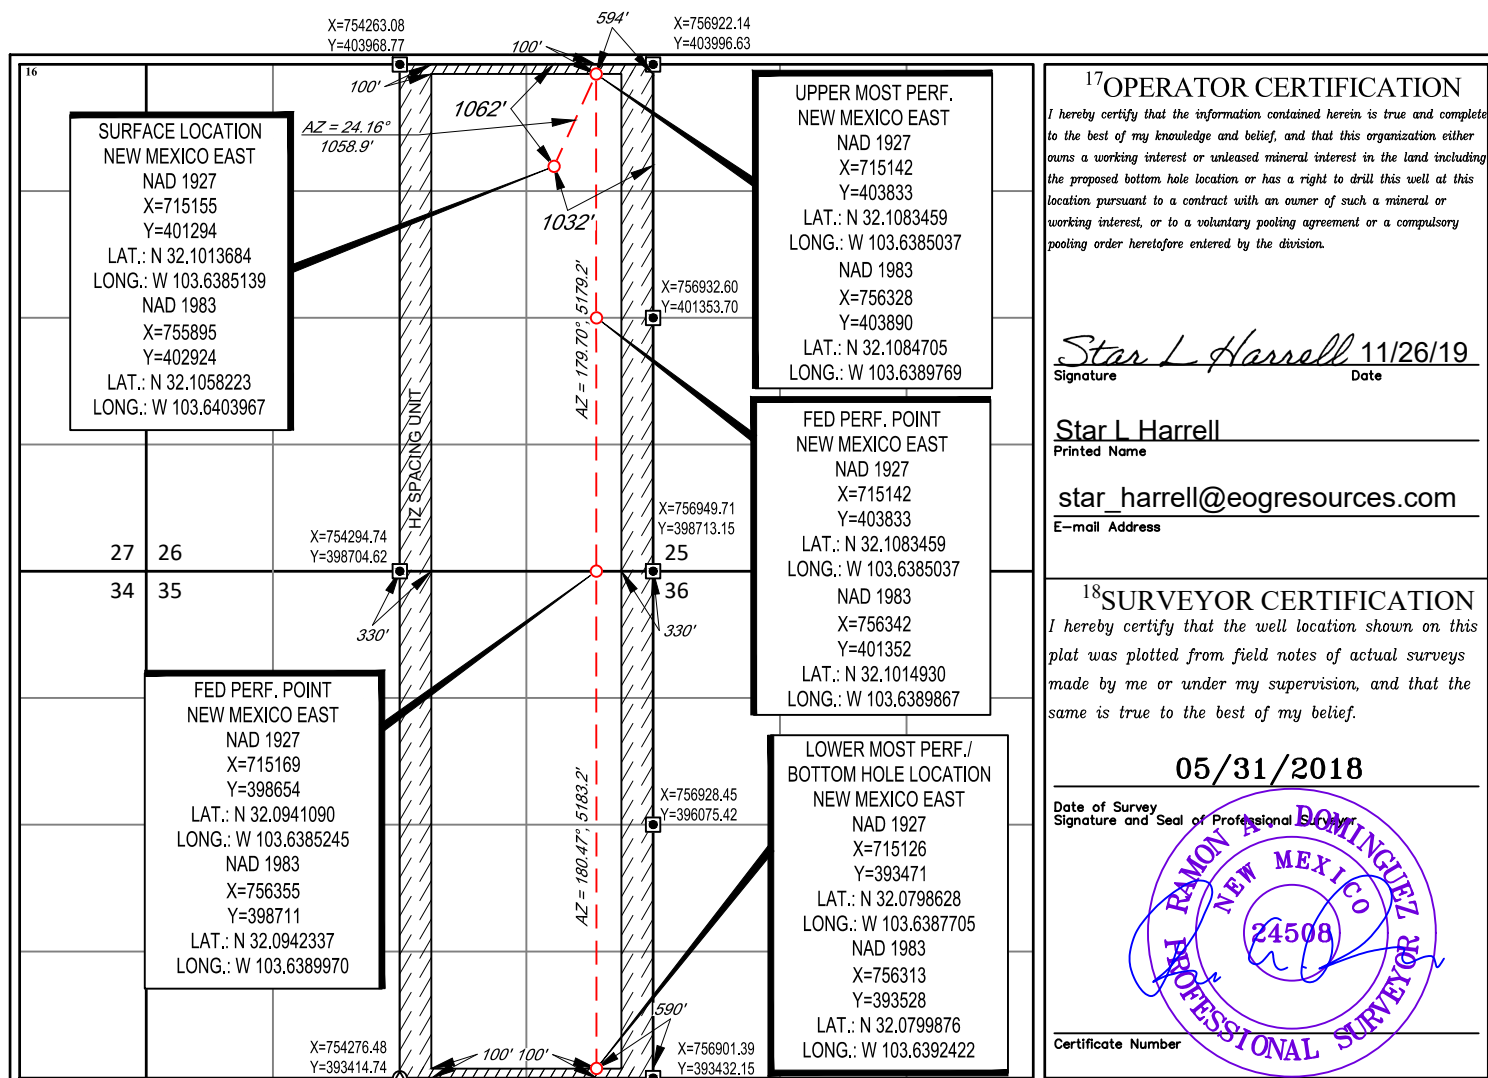 X=754263.08
Y=403968.77
100'
594'
X=756922.14
Y=403996.63
16
100'
1062'
AZ = 24.16°
1058.9'
1032'
SURFACE LOCATION
NEW MEXICO EAST
NAD 1927
X=715155
Y=401294
LAT.: N 32.1013684
LONG.: W 103.6385139
NAD 1983
X=755895
Y=402924
LAT.: N 32.1058223
LONG.: W 103.6403967
UPPER MOST PERF.
NEW MEXICO EAST
NAD 1927
X=715142
Y=403833
LAT.: N 32.1083459
LONG.: W 103.6385037
NAD 1983
X=756328
Y=403890
LAT.: N 32.1084705
LONG.: W 103.6389769
X=756932.60
Y=401353.70
AZ = 179.70°, 5179.2'
HZ SPACING UNIT
FED PERF. POINT
NEW MEXICO EAST
NAD 1927
X=715142
Y=403833
LAT.: N 32.1083459
LONG.: W 103.6385037
NAD 1983
X=756342
Y=401352
LAT.: N 32.1014930
LONG.: W 103.6389867
X=756949.71
Y=398713.15
X=754294.74
Y=398704.62
27 26
25
34 35
36
330'
330'
FED PERF. POINT
NEW MEXICO EAST
NAD 1927
X=715169
Y=398654
LAT.: N 32.0941090
LONG.: W 103.6385245
NAD 1983
X=756355
Y=398711
LAT.: N 32.0942337
LONG.: W 103.6389970
AZ = 180.47°, 5183.2'
X=756928.45
Y=396075.42
LOWER MOST PERF./
BOTTOM HOLE LOCATION
NEW MEXICO EAST
NAD 1927
X=715126
Y=393471
LAT.: N 32.0798628
LONG.: W 103.6387705
NAD 1983
X=756313
Y=393528
LAT.: N 32.0799876
LONG.: W 103.6392422
590'
X=754276.48
Y=393414.74
100' 100'
X=756901.39
Y=393432.15
17OPERATOR CERTIFICATION
I hereby certify that the information contained herein is true and complete
to the best of my knowledge and belief, and that this organization either
owns a working interest or unleased mineral interest in the land including
the proposed bottom hole location or has a right to drill this well at this
location pursuant to a contract with an owner of such a mineral or
working interest, or to a voluntary pooling agreement or a compulsory
pooling order heretofore entered by the division.
Star L Harrell 11/26/19
Signature Date
Star L Harrell
Printed Name
star_harrell@eogresources.com
E-mail Address
18SURVEYOR CERTIFICATION
I hereby certify that the well location shown on this
plat was plotted from field notes of actual surveys
made by me or under my supervision, and that the
same is true to the best of my belief.
05/31/2018
Date of Survey
Signature and Seal of Professional Surveyor
RAMON A. DOMINGUEZ
NEW MEXICO
24508
PROFESSIONAL SURVEYOR
Certificate Number